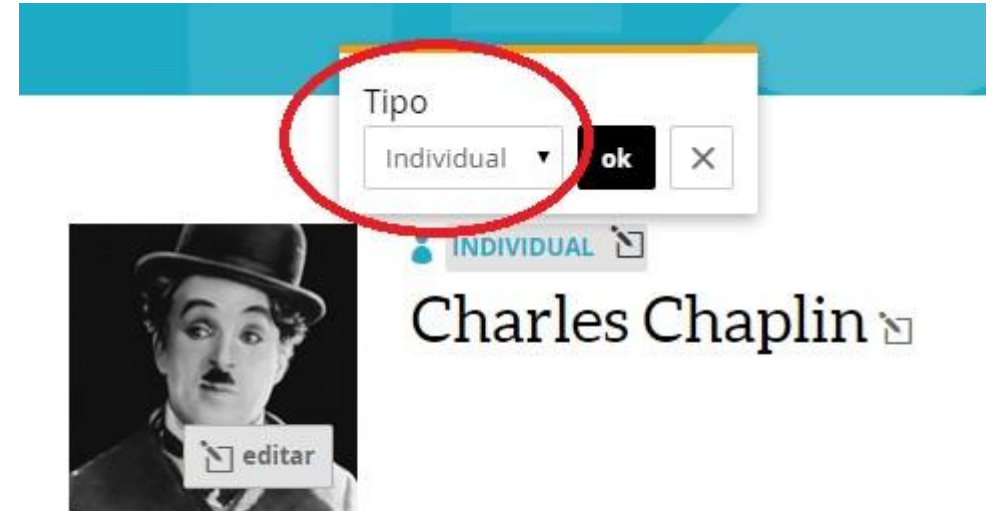 Tipo
Individual ok
INDIVIDUAL
Charles Chaplin
editar